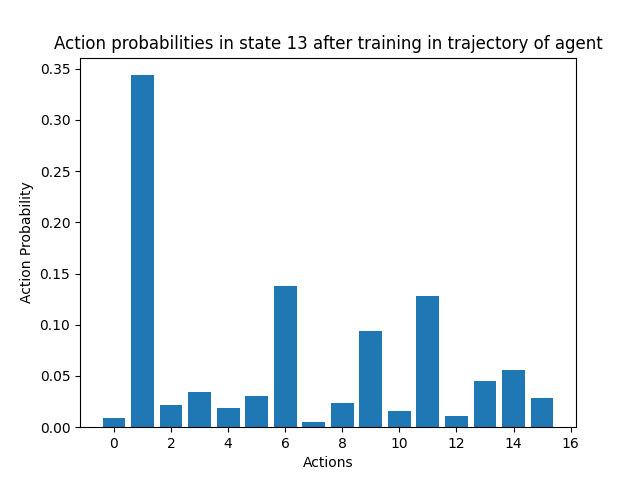 Action probabilities in state 13 after training in trajectory of agent
0.35
0.30
0.25
0.20
0.15
0.10
0.05
0.00
Action Probability
0 2 4 6 8 10 12 14 16
Actions